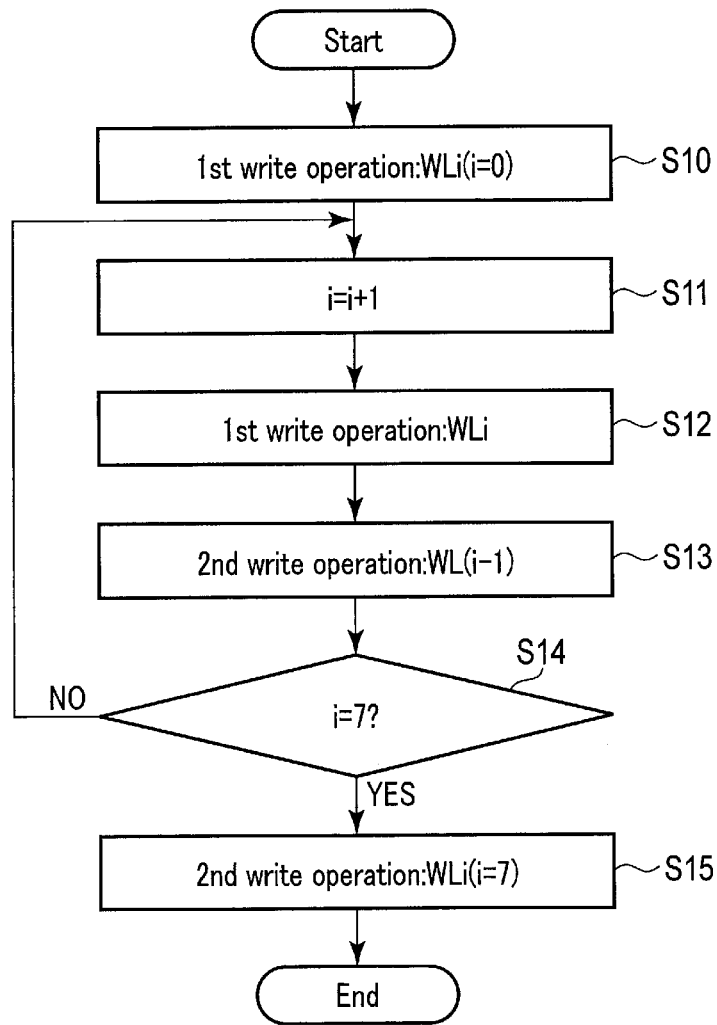 Start
1st write operation:WLi(i=0)
S10
i=i+1
S11
1st write operation:WLi
S12
2nd write operation:WL(i-1)
S13
S14
NO
i=7?
YES
2nd write operation:WLi(i=7)
S15
End